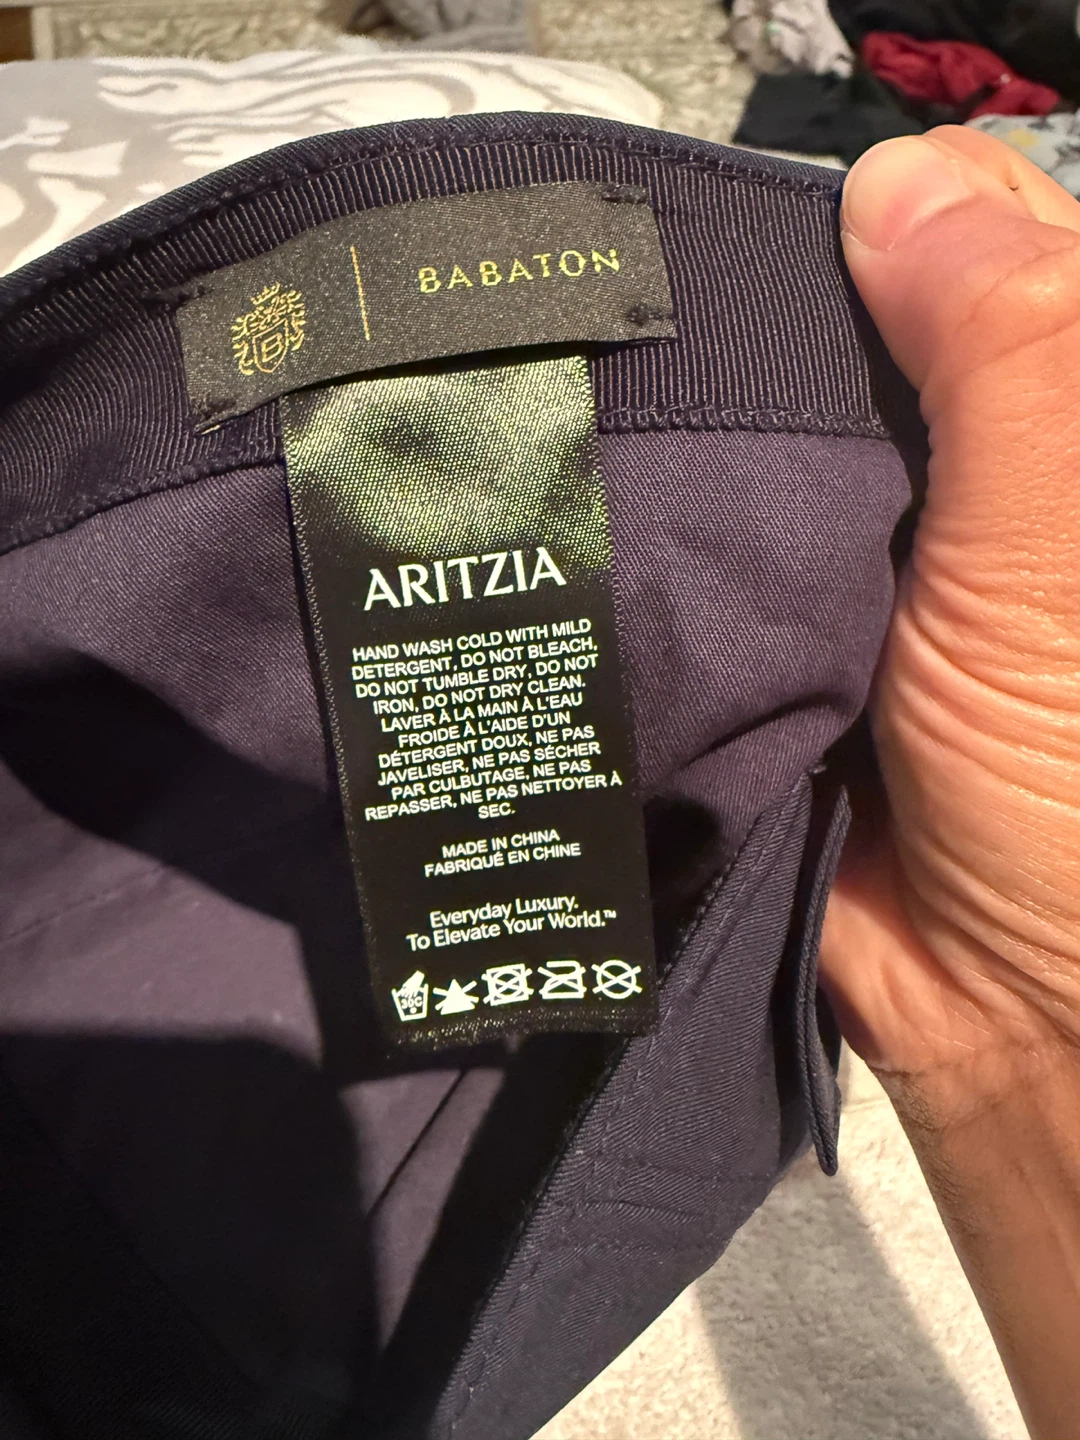 B
BABATON
ARITZIA
HAND WASH COLD WITH MILD
DETERGENT, DO NOT BLEACH,
DO NOT TUMBLE DRY, DO NOT
IRON, DO NOT DRY CLEAN.
LAVER À LA MAIN À L'EAU
FROIDE À L'AIDE D'UN
DÉTERGENT DOUX, NE PAS
JAVELISER, NE PAS SÉCHER
PAR CULBUTAGE, NE PAS
REPASSER, NE PAS NETTOYER À
SEC.
MADE IN CHINA
FABRIQUÉ EN CHINE
Everyday Luxury.
To Elevate Your World.™
30C